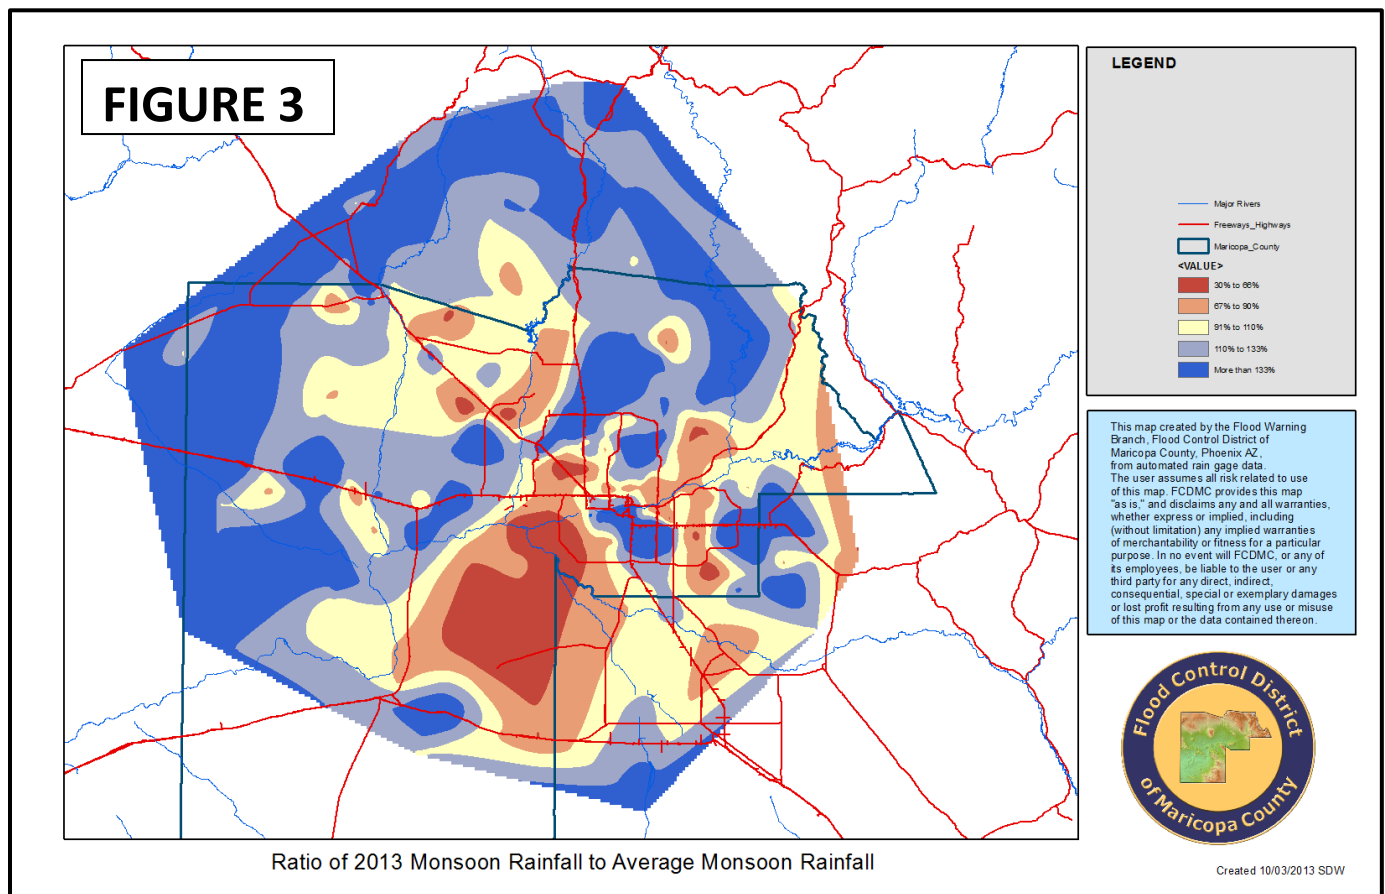 FIGURE 3
LEGEND
Major Rivers
Freeways_Highways
Maricopa_County
<VALUE>
30% to 66%
67% to 90%
91% to 110%
110% to 133%
More than 133%
This map created by the Flood Warning
Branch, Flood Control District of
Maricopa County, Phoenix AZ,
from automated rain gage data.
The user assumes all risk related to use
of this map. FCDMC provides this map
"as is," and disclaims any and all warranties,
whether express or implied, including
(without limitation) any implied warranties
of merchantability or fitness for a particular
purpose. In no event will FCDMC, or any of
its employees, be liable to the user or any
third party for any direct, indirect,
consequential, special or exemplary damages
or lost profit resulting from any use or misuse
of this map or the data contained thereon.
Flood Control District
of Maricopa County
Ratio of 2013 Monsoon Rainfall to Average Monsoon Rainfall
Created 10/03/2013 SDW